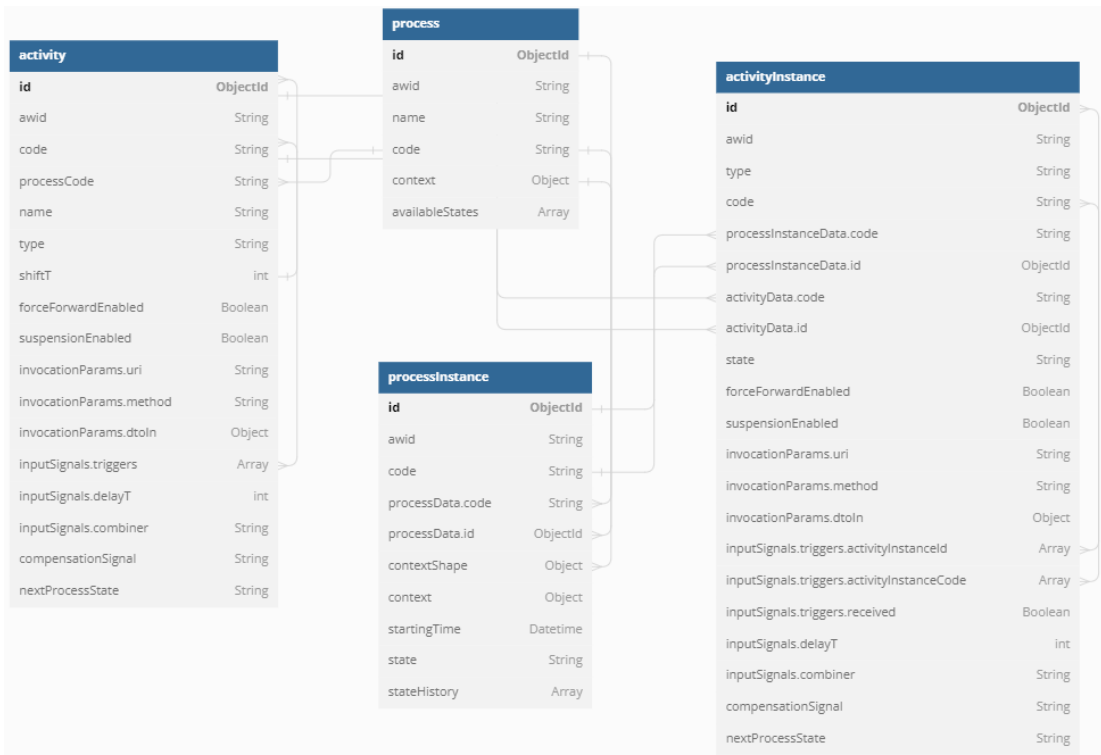 process
id ObjectId
awid String
name String
code String
context Object
availableStates Array
activity
id ObjectId
awid String
code String
processCode String
name String
type String
shiftT int
forceForwardEnabled Boolean
suspensionEnabled Boolean
invocationParams.uri String
invocationParams.method String
invocationParams.dtoIn Object
inputSignals.triggers Array
inputSignals.delayT int
inputSignals.combiner String
compensationSignal String
nextProcessState String
processInstance
id ObjectId
awid String
code String
processData.code String
processData.id ObjectId
contextShape Object
context Object
startingTime Datetime
state String
stateHistory Array
activityInstance
id ObjectId
awid String
type String
code String
processInstanceData.code String
processInstanceData.id ObjectId
activityData.code String
activityData.id ObjectId
state String
forceForwardEnabled Boolean
suspensionEnabled Boolean
invocationParams.uri String
invocationParams.method String
invocationParams.dtoIn Object
inputSignals.triggers.activityInstanceId Array
inputSignals.triggers.activityInstanceCode Array
inputSignals.triggers.received Boolean
inputSignals.delayT int
inputSignals.combiner String
compensationSignal String
nextProcessState String